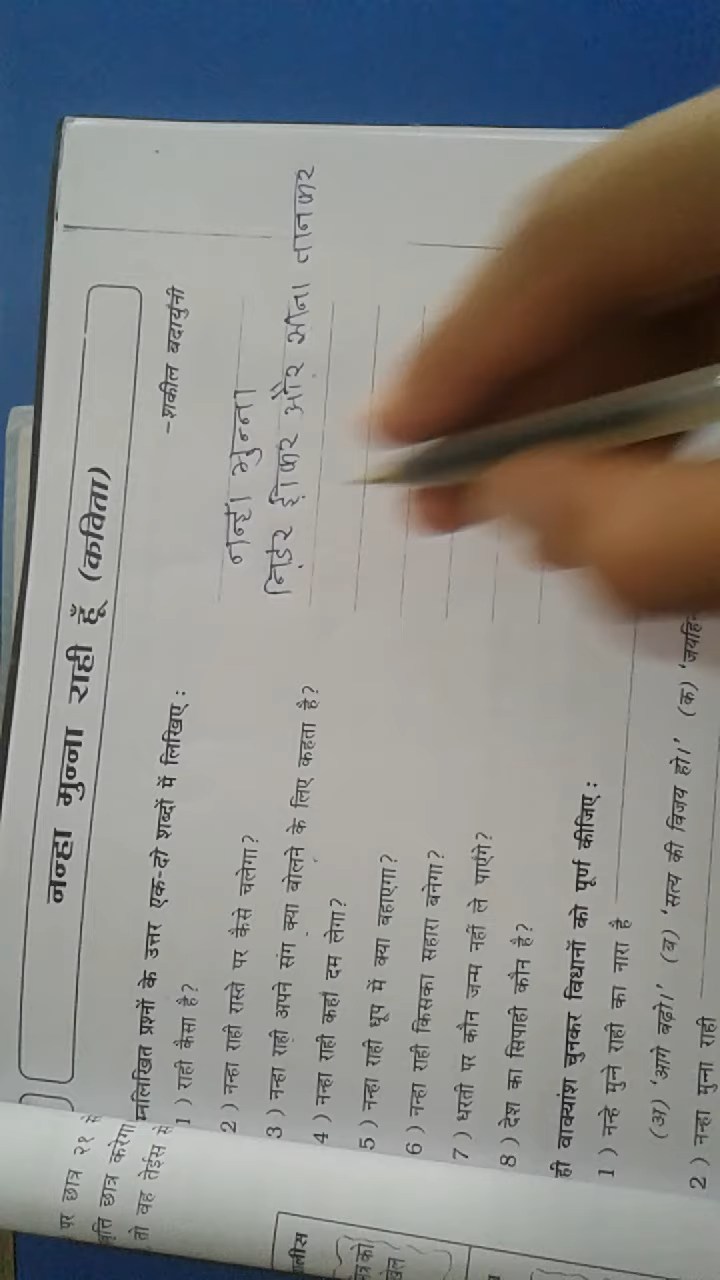 नन्हा मुन्ना राही हूँ (कविता)
-शकील बदायुंनी
म्नलिखित प्रश्नों के उत्तर एक-दो शब्दों में लिखिए :
1 ) राही कैसा है? नन्हा मुन्ना
2 ) नन्हा राही रास्ते पर कैसे चलेगा? निडर होकर और सीना तानकर
3 ) नन्हा राही अपने संग क्या बोलने के लिए कहता है?
4 ) नन्हा राही कहाँ दम लेगा?
5 ) नन्हा राही धूप में क्या बहाएगा?
6 ) नन्हा राही किसका सहारा बनेगा?
7 ) धरती पर कौन जन्म नहीं ले पाएंगे?
8 ) देश का सिपाही कौन है?
ही वाक्यांश चुनकर विधानों को पूर्ण कीजिए :
1 ) नन्हे मुन्ने राही का नारा है
(अ) 'आगे बढ़ो।' (ब) 'सत्य की विजय हो।' (क)
2 ) नन्हा मुन्ना राही
पर छात्र २१
वृत्ति छात्र करेगा
तो वह तेईस